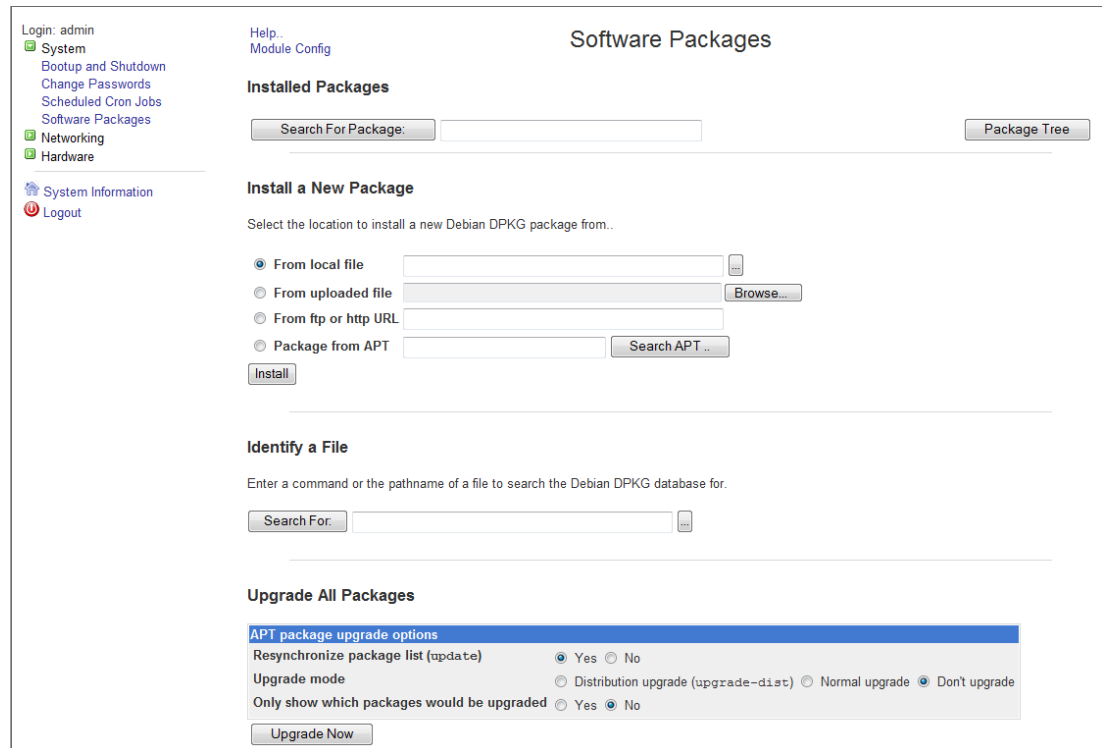 Login: admin
System
Bootup and Shutdown
Change Passwords
Scheduled Cron Jobs
Software Packages
Networking
Hardware
System Information
Logout
Help..
Module Config
Software Packages
Installed Packages
Search For Package:
Package Tree
Install a New Package
Select the location to install a new Debian DPKG package from..
From local file ...
From uploaded file Browse...
From ftp or http URL
Package from APT Search APT ..
Install
Identify a File
Enter a command or the pathname of a file to search the Debian DPKG database for.
Search For: ...
Upgrade All Packages
APT package upgrade options
Resynchronize package list (update) Yes No
Upgrade mode Distribution upgrade (upgrade-dist) Normal upgrade Don't upgrade
Only show which packages would be upgraded Yes No
Upgrade Now